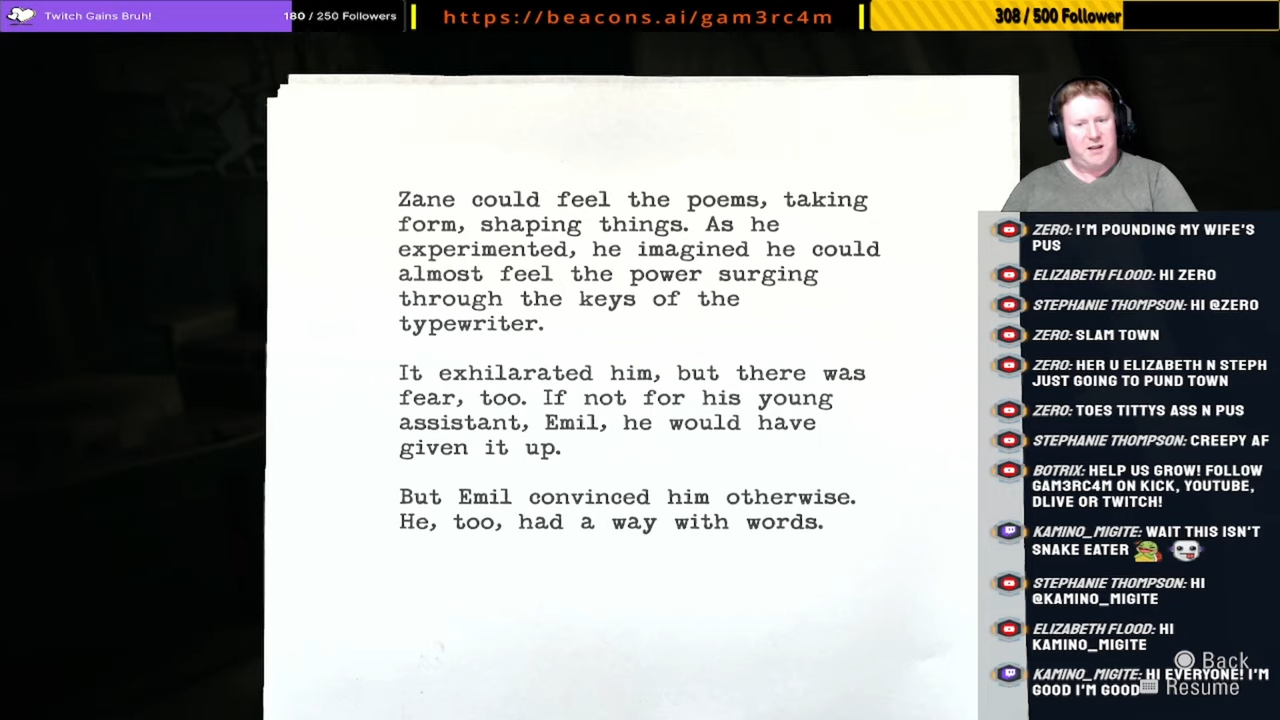 Twitch Gains Bruh!
180 / 250 Followers
https://beacons.ai/gam3rc4m
308 / 500 Follower
Zane could feel the poems, taking
form, shaping things. As he
experimented, he imagined he could
almost feel the power surging
through the keys of the
typewriter.
It exhilarated him, but there was
fear, too. If not for his young
assistant, Emil, he would have
given it up.
But Emil convinced him otherwise.
He, too, had a way with words.
ZERO: I'M POUNDING MY WIFE'S
PUS
ELIZABETH FLOOD: HI ZERO
STEPHANIE THOMPSON: HI @ZERO
ZERO: SLAM TOWN
ZERO: HER U ELIZABETH N STEPH
JUST GOING TO PUND TOWN
ZERO: TOES TITTYS ASS N PUS
STEPHANIE THOMPSON: CREEPY AF
BOTRIX: HELP US GROW! FOLLOW
GAM3RC4M ON KICK, YOUTUBE,
DLIVE OR TWITCH!
KAMINO_MIGITE: WAIT THIS ISN'T
SNAKE EATER
STEPHANIE THOMPSON: HI
@KAMINO_MIGITE
ELIZABETH FLOOD: HI
KAMINO_MIGITE
KAMINO_MIGITE: HI EVERYONE! I'M
GOOD I'M GOOD
Back
Resume